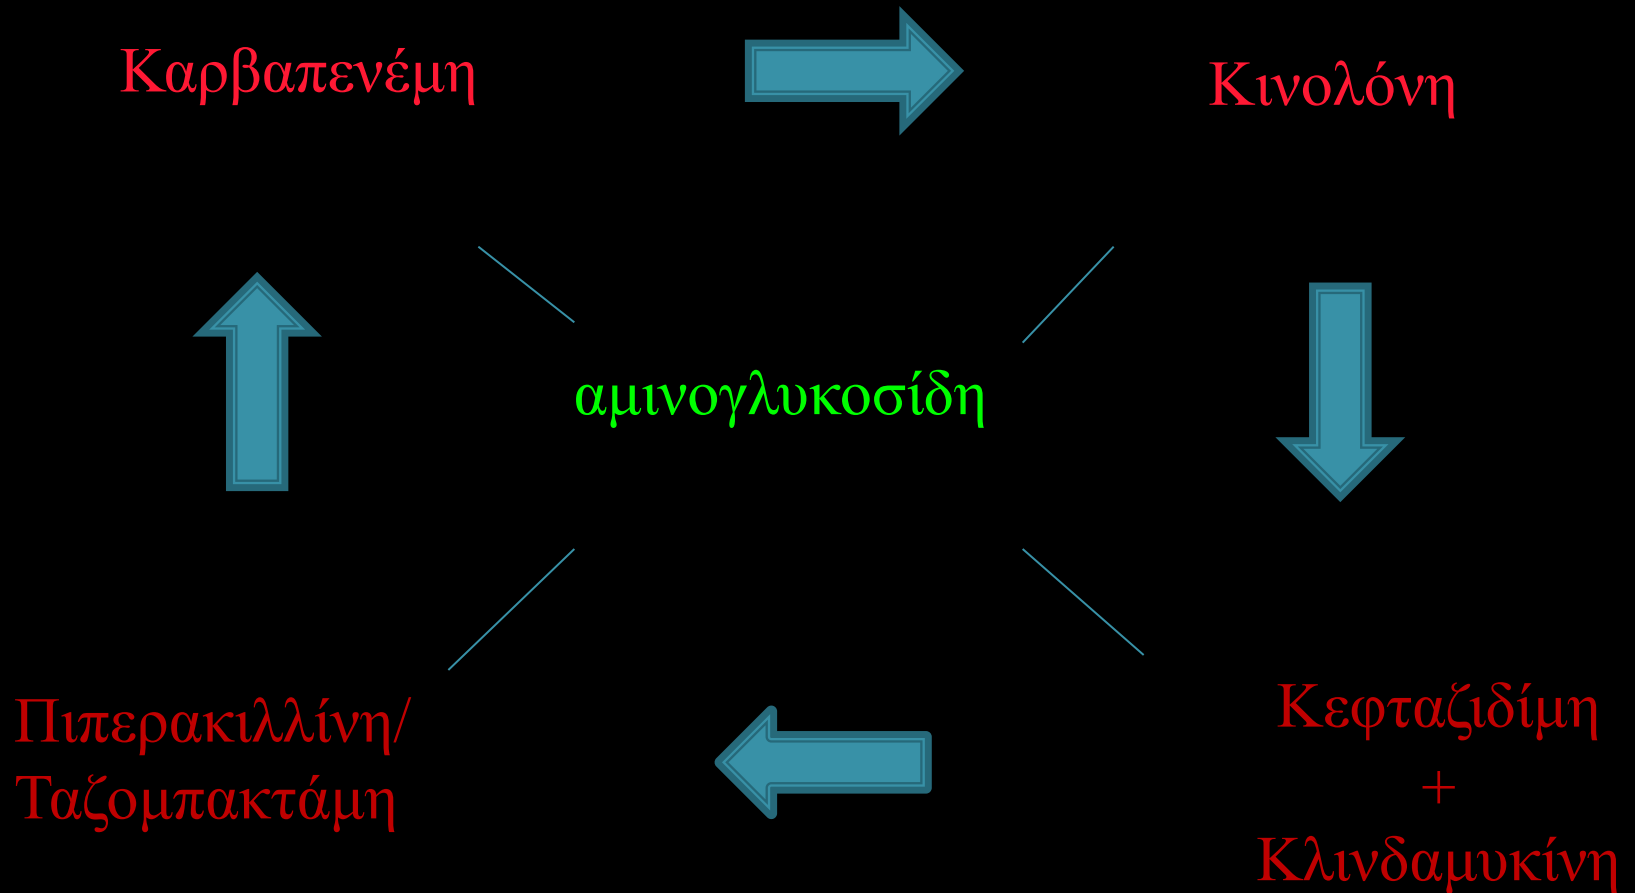 Καρβαπενέμη
Κινολόνη
αμινογλυκοσίδη
Πιπερακιλλίνη/
Ταζομπακτάμη
Κεφταζιδίμη
+
Κλινδαμυκίνη